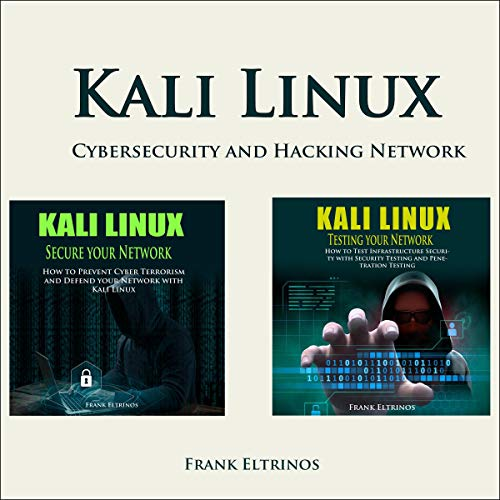 Kali Linux
Cybersecurity and Hacking Network
KALI LINUX
Secure your Network
How to Prevent Cyber Terrorism
and Defend your Network with
Kali Linux
Frank Eltrinos
KALI LINUX
Testing your Network
How to Test Infrastructure Securi-
ty with Security Testing and Pene-
tration Testing
Frank Eltrinos
Frank Eltrinos